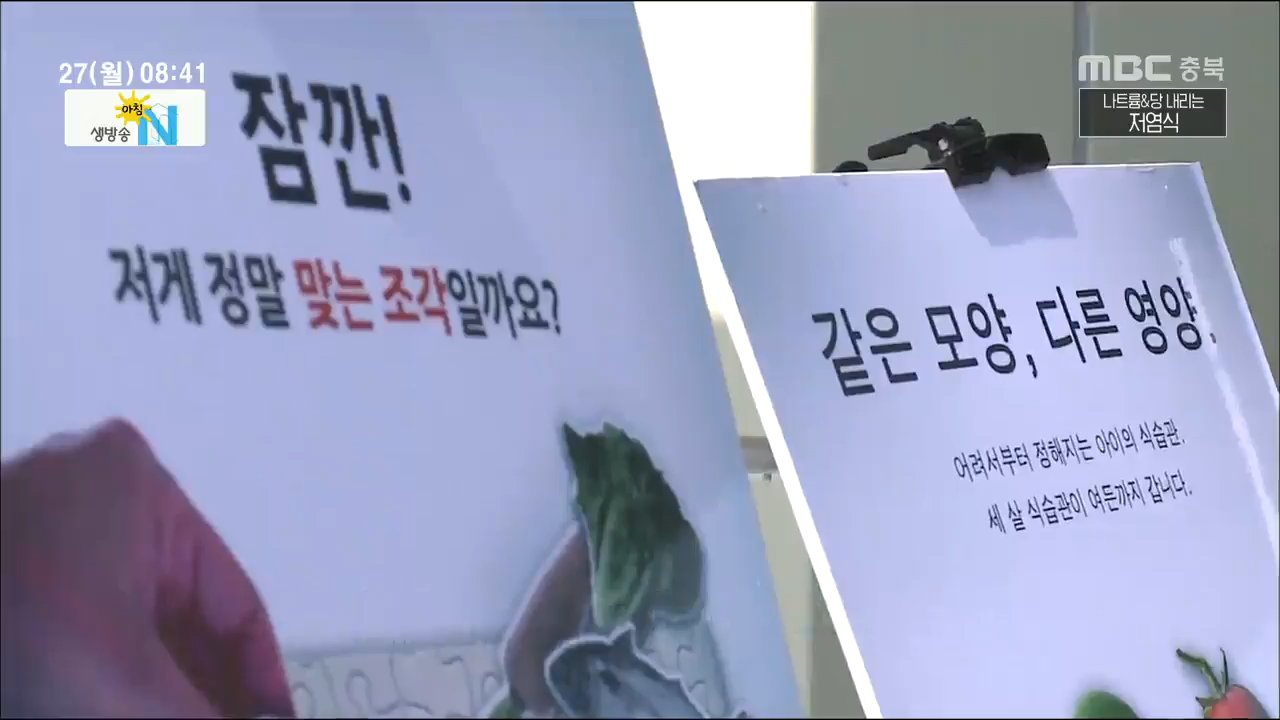 27(월) 08:41
아침
생방송 N
MBC 충북
나트륨&당 내리는
저염식
잠깐!
저게 정말 맞는 조각일까요?
같은 모양, 다른 영양.
어려서부터 정해지는 아이의 식습관.
세 살 식습관이 여든까지 갑니다.